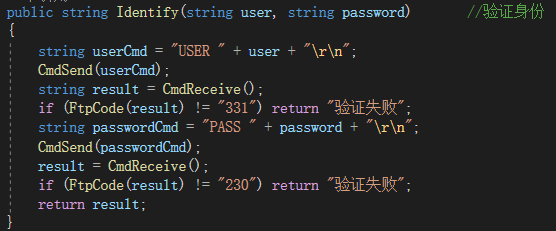 public string Identify(string user, string password)        //验证身份
{
    string userCmd = "USER " + user + "\r\n";
    CmdSend(userCmd);
    string result = CmdReceive();
    if (FtpCode(result) != "331") return "验证失败";
    string passwordCmd = "PASS " + password + "\r\n";
    CmdSend(passwordCmd);
    result = CmdReceive();
    if (FtpCode(result) != "230") return "验证失败";
    return result;
}